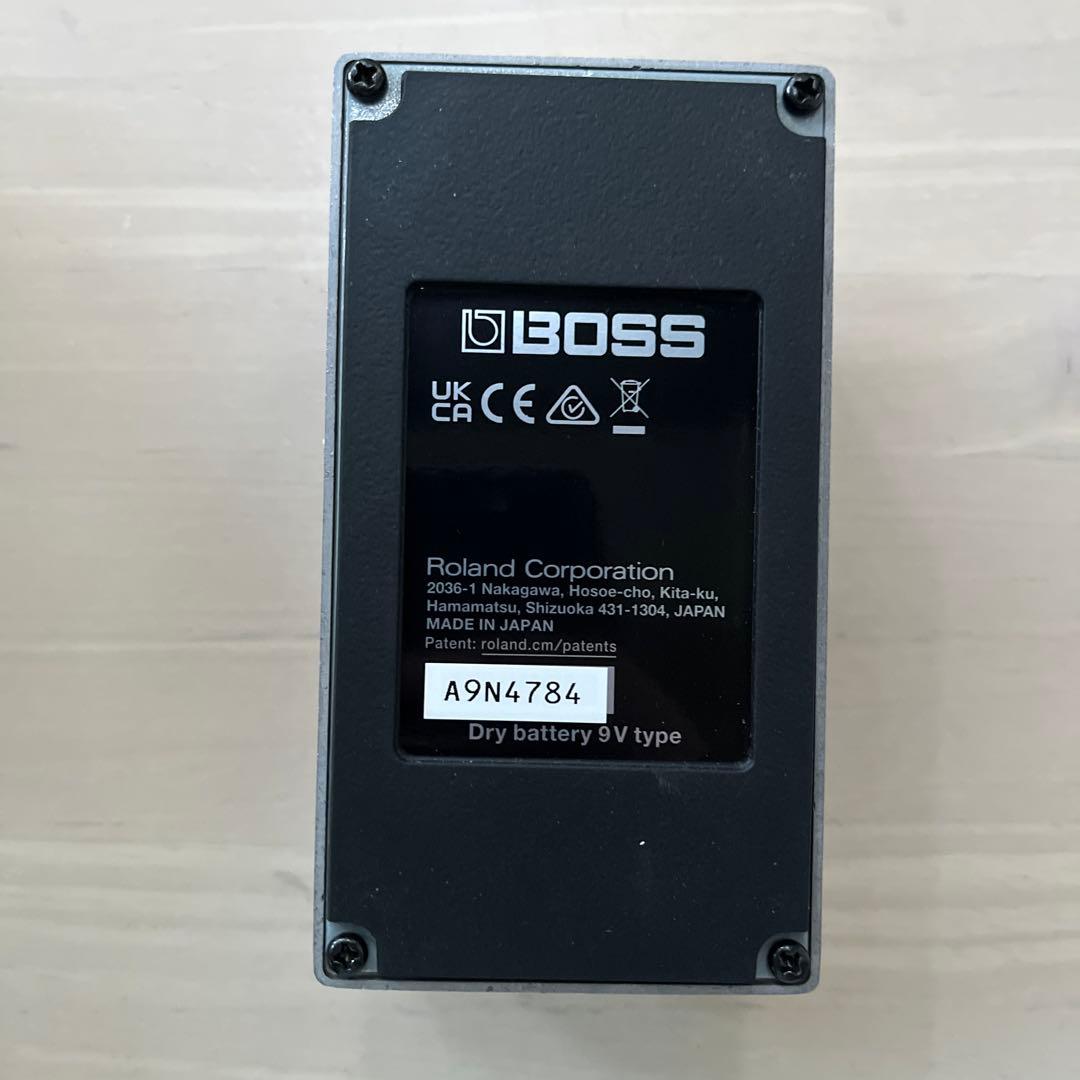 BOSS
UK
CA CE
Roland Corporation
2036-1 Nakagawa, Hosoe-cho, Kita-ku,
Hamamatsu, Shizuoka 431-1304, JAPAN
MADE IN JAPAN
Patent: roland.cm/patents
A9N4784
Dry battery 9V type